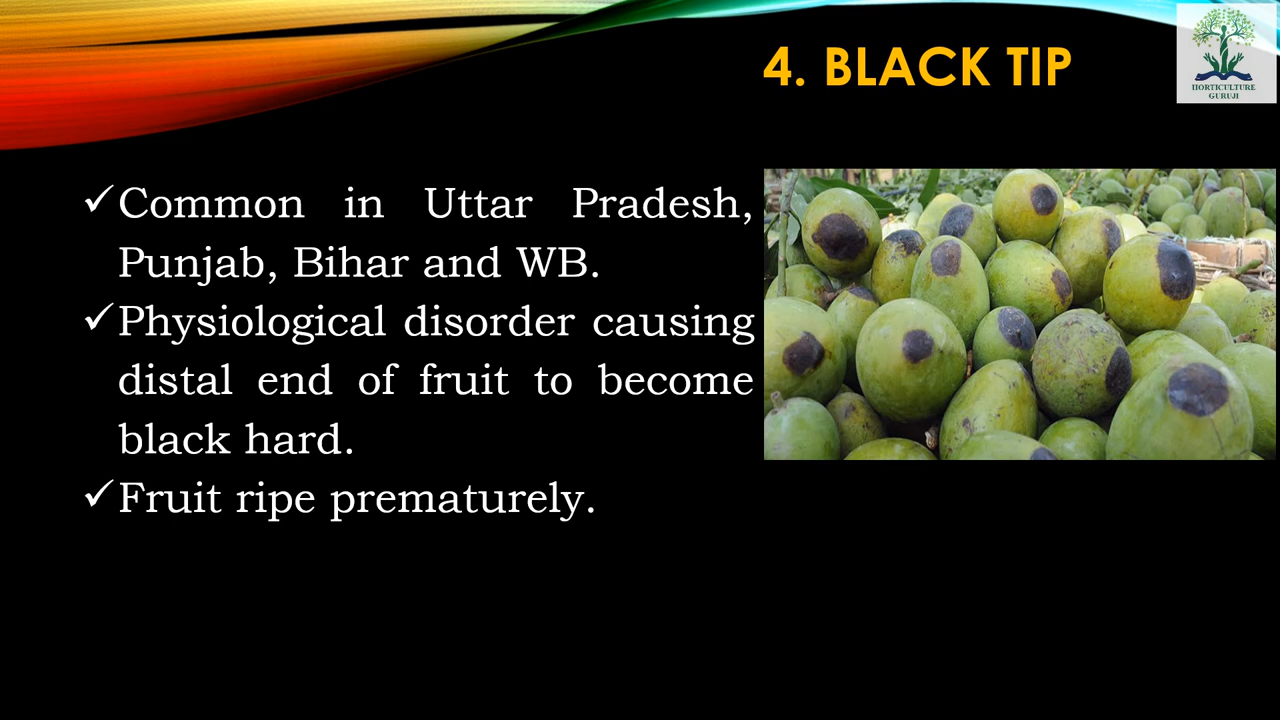 4. BLACK TIP
HORTICULTURE
GURUJI
✓Common in Uttar Pradesh,
Punjab, Bihar and WB.
✓Physiological disorder causing
distal end of fruit to become
black hard.
✓Fruit ripe prematurely.